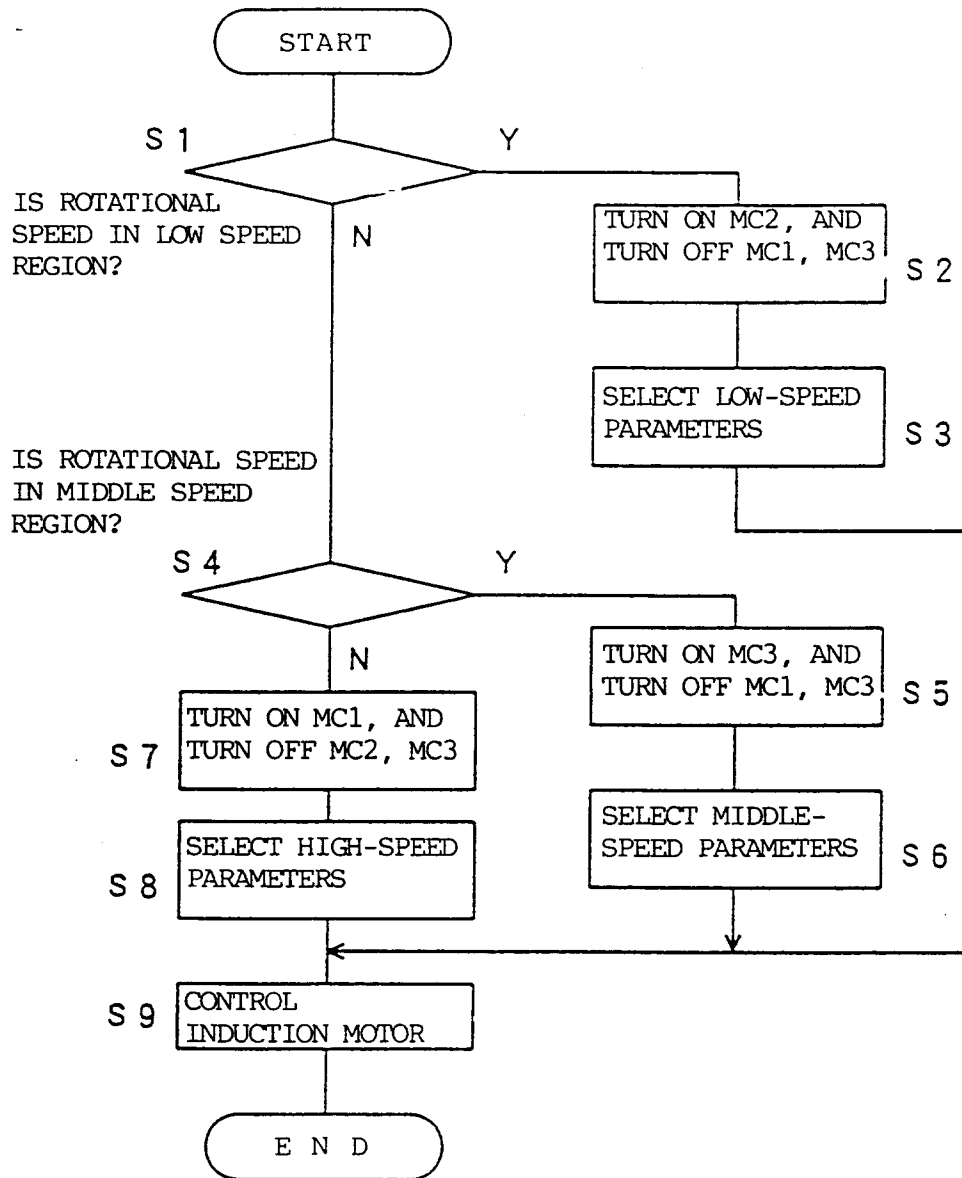 START
S 1
Y
IS ROTATIONAL
SPEED IN LOW SPEED
REGION?
N
TURN ON MC2, AND
TURN OFF MC1, MC3
S 2
SELECT LOW-SPEED
PARAMETERS
S 3
IS ROTATIONAL SPEED
IN MIDDLE SPEED
REGION?
S 4
Y
N
TURN ON MC3, AND
TURN OFF MC1, MC3
S 5
TURN ON MC1, AND
TURN OFF MC2, MC3
S 7
SELECT MIDDLE-
SPEED PARAMETERS
S 6
SELECT HIGH-SPEED
PARAMETERS
S 8
CONTROL
INDUCTION MOTOR
S 9
E N D